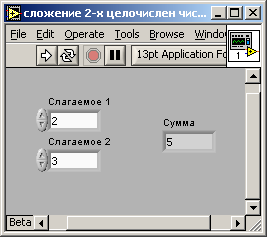 сложение 2-х целочислен чис...
File Edit Operate Tools Browse Window
13pt Application Fo
1
Слагаемое 1
2
Слагаемое 2
3
Сумма
5
Beta